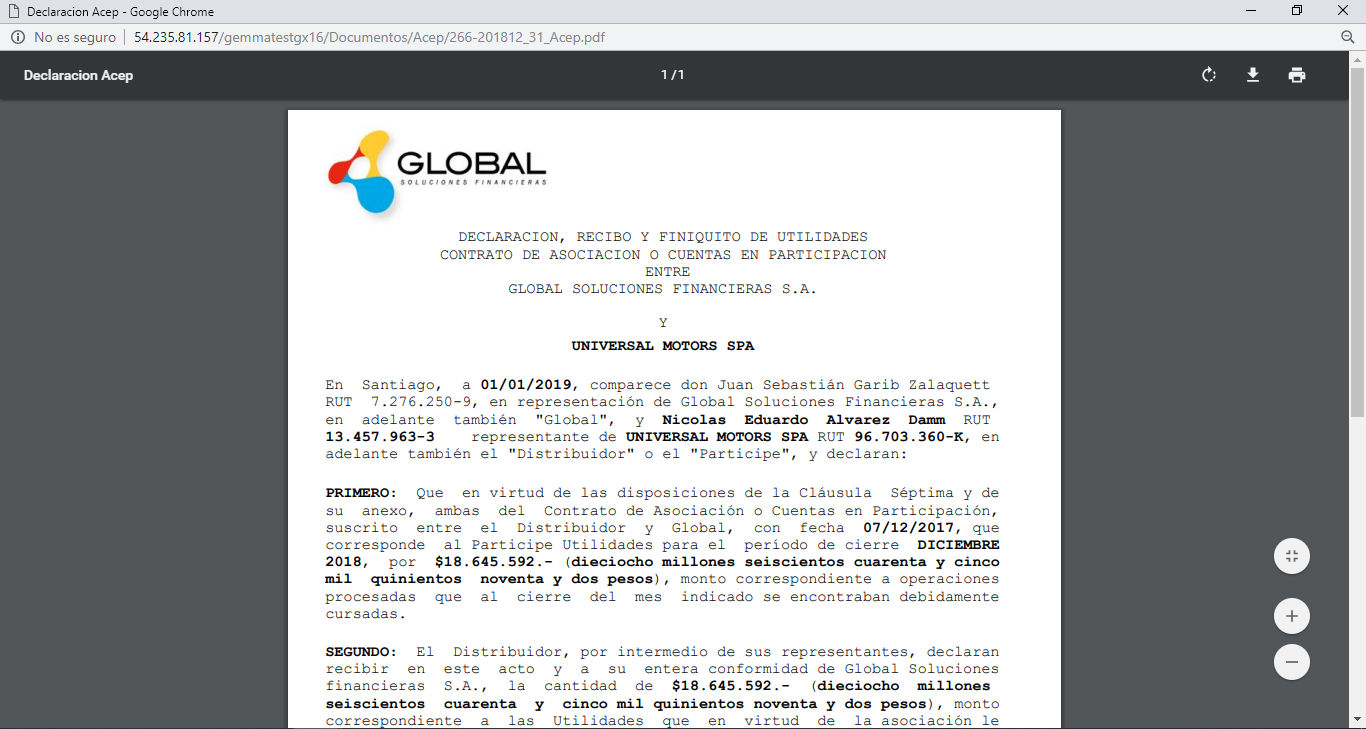 Declaracion Acep - Google Chrome
No es seguro | 54.235.81.157/gemmatestgx16/Documentos/Acep/266-201812_31_Acep.pdf
Declaracion Acep 1 / 1
GLOBAL
SOLUCIONES FINANCIERAS
DECLARACION, RECIBO Y FINIQUITO DE UTILIDADES
CONTRATO DE ASOCIACION O CUENTAS EN PARTICIPACION
ENTRE
GLOBAL SOLUCIONES FINANCIERAS S.A.
Y
UNIVERSAL MOTORS SPA
En Santiago, a 01/01/2019, comparece don Juan Sebastián Garib Zalaquett
RUT 7.276.250-9, en representación de Global Soluciones Financieras S.A.,
en adelante también "Global", y Nicolas Eduardo Alvarez Damm RUT
13.457.963-3 representante de UNIVERSAL MOTORS SPA RUT 96.703.360-K, en
adelante también el "Distribuidor" o el "Participe", y declaran:
PRIMERO: Que en virtud de las disposiciones de la Cláusula Séptima y de
su anexo, ambas del Contrato de Asociación o Cuentas en Participación,
suscrito entre el Distribuidor y Global, con fecha 07/12/2017, que
corresponde al Participe Utilidades para el período de cierre DICIEMBRE
2018, por $18.645.592.- (dieciocho millones seiscientos cuarenta y cinco
mil quinientos noventa y dos pesos), monto correspondiente a operaciones
procesadas que al cierre del mes indicado se encontraban debidamente
cursadas.
SEGUNDO: El Distribuidor, por intermedio de sus representantes, declaran
recibir en este acto y a su entera conformidad de Global Soluciones
financieras S.A., la cantidad de $18.645.592.- (dieciocho millones
seiscientos cuarenta y cinco mil quinientos noventa y dos pesos), monto
correspondiente a las Utilidades que en virtud de la asociación le